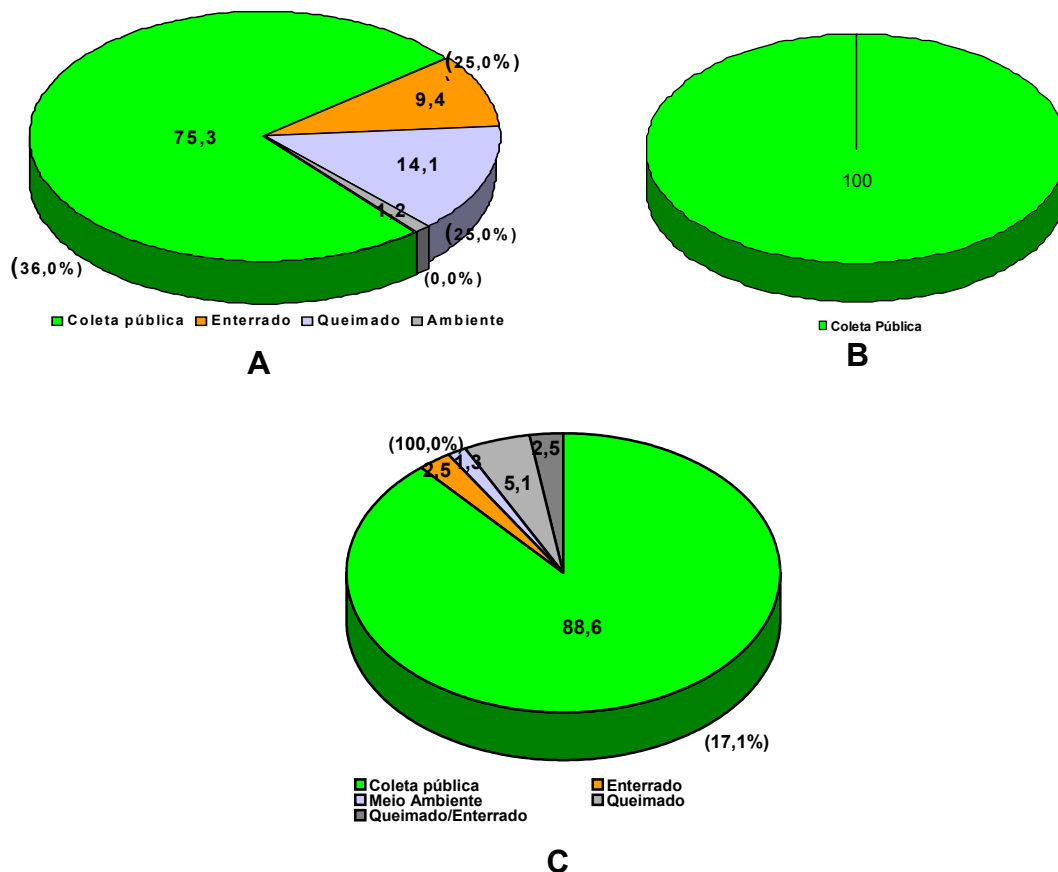 (25,0%)
9,4
75,3
14,1
1,2
(25,0%)
(36,0%)
(0,0%)
Coleta pública Enterrado Queimado Ambiente
A
100
Coleta Pública
B
(100,0%)
2,5
1,3
5,1
2,5
88,6
(17,1%)
Coleta pública Enterrado
Meio Ambiente Queimado
Queimado/Enterrado
C